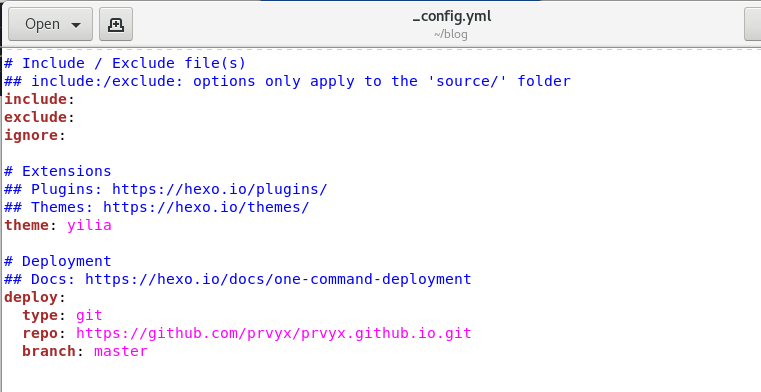 Open
_config.yml
~/blog
# Include / Exclude file(s)
## include:/exclude: options only apply to the 'source/' folder
include:
exclude:
ignore:
# Extensions
## Plugins: https://hexo.io/plugins/
## Themes: https://hexo.io/themes/
theme: yilia
# Deployment
## Docs: https://hexo.io/docs/one-command-deployment
deploy:
  type: git
  repo: https://github.com/prvyx/prvyx.github.io.git
  branch: master